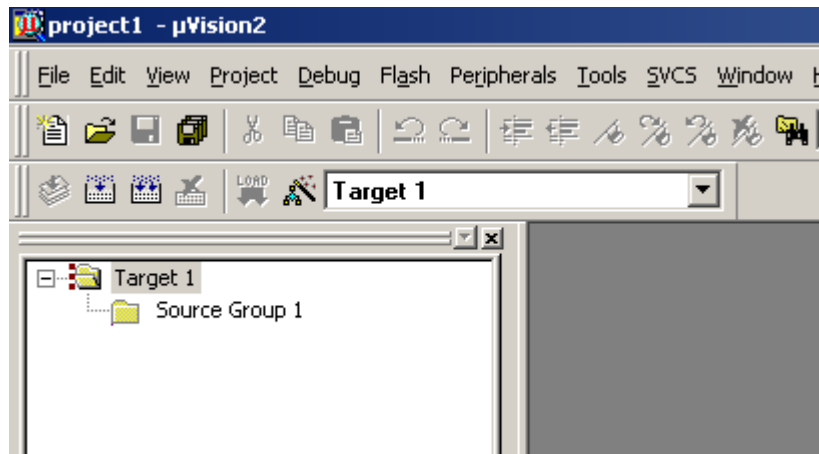 project1 - µVision2
File Edit View Project Debug Flash Peripherals Tools SVCS Window
LOAD
Target 1
Target 1
Source Group 1